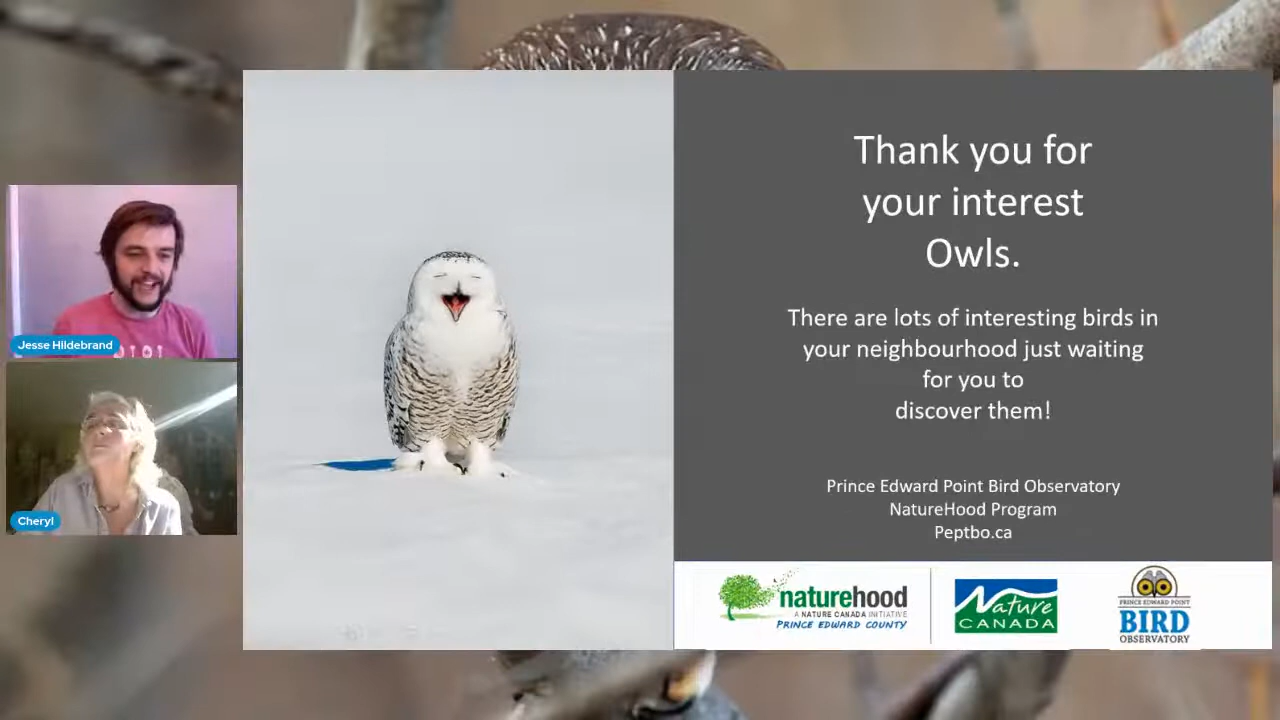 Thank you for
your interest
Owls.
There are lots of interesting birds in
your neighbourhood just waiting
for you to
discover them!
Prince Edward Point Bird Observatory
NatureHood Program
Peptbo.ca
naturehood
A NATURE CANADA INITIATIVE
PRINCE EDWARD COUNTY
Nature
CANADA
PRINCE EDWARD POINT
BIRD
OBSERVATORY
Jesse Hildebrand
Cheryl